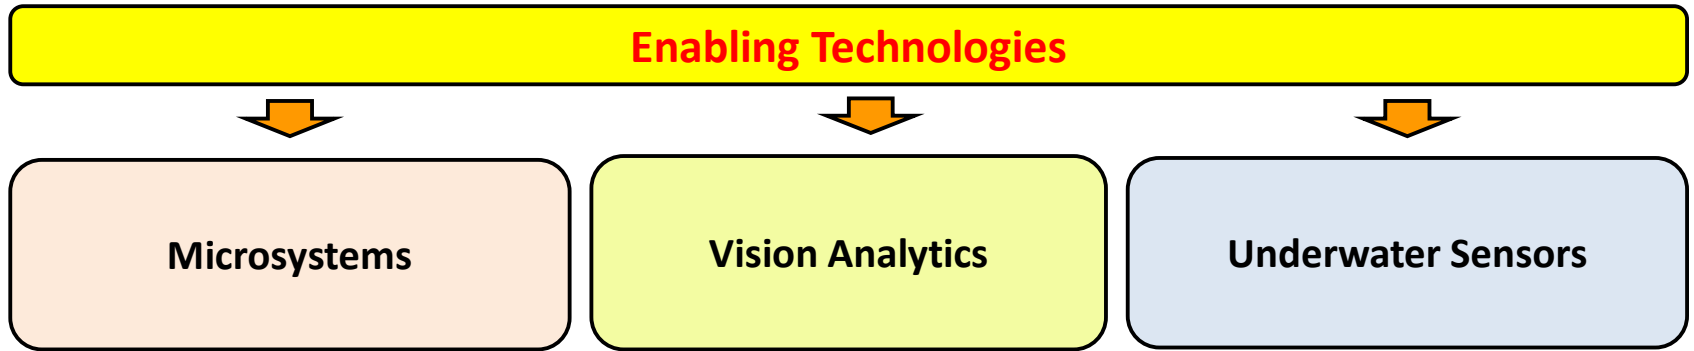 Enabling Technologies
Microsystems
Vision Analytics
Underwater Sensors